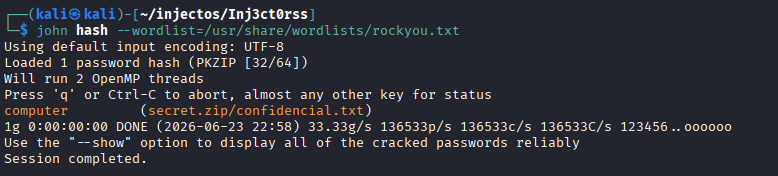 ┌──(kali㉿kali)-[~/injectos/Inj3ct0rss]
└─$ john hash --wordlist=/usr/share/wordlists/rockyou.txt
Using default input encoding: UTF-8
Loaded 1 password hash (PKZIP [32/64])
Will run 2 OpenMP threads
Press 'q' or Ctrl-C to abort, almost any other key for status
computer         (secret.zip/confidencial.txt)
1g 0:00:00:00 DONE (2026-06-23 22:58) 33.33g/s 136533p/s 136533c/s 136533C/s 123456..oooooo
Use the "--show" option to display all of the cracked passwords reliably
Session completed.